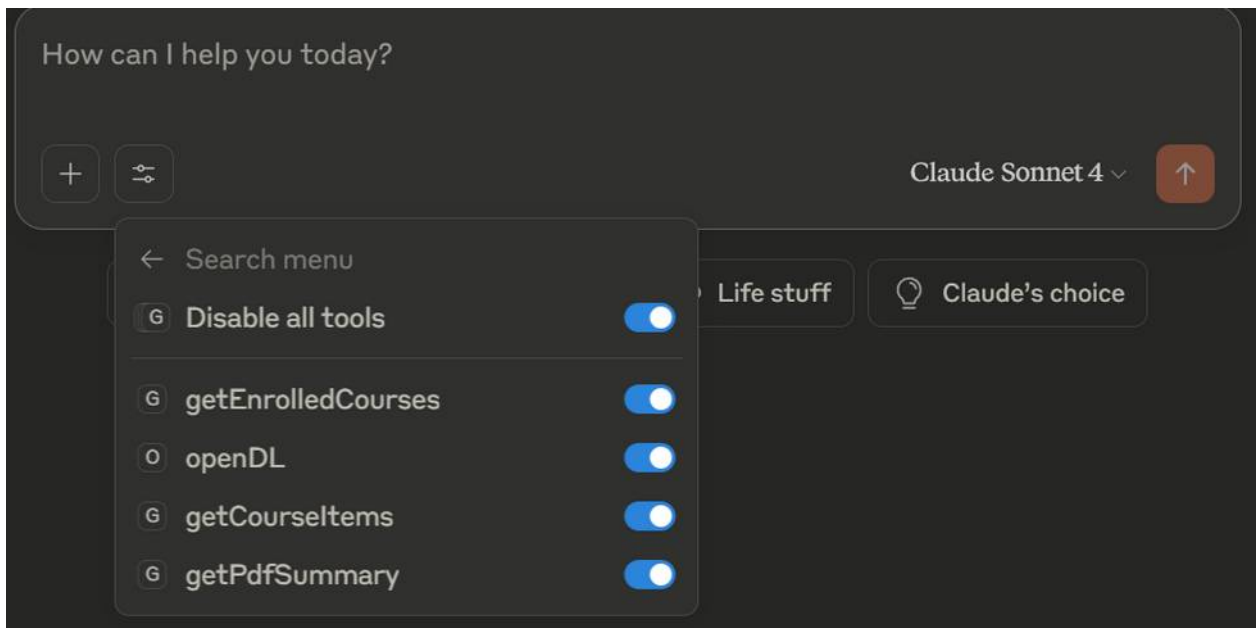 How can I help you today?
Claude Sonnet 4
Search menu
Life stuff
Claude's choice
G Disable all tools
G getEnrolledCourses
O openDL
G getCourseItems
G getPdfSummary